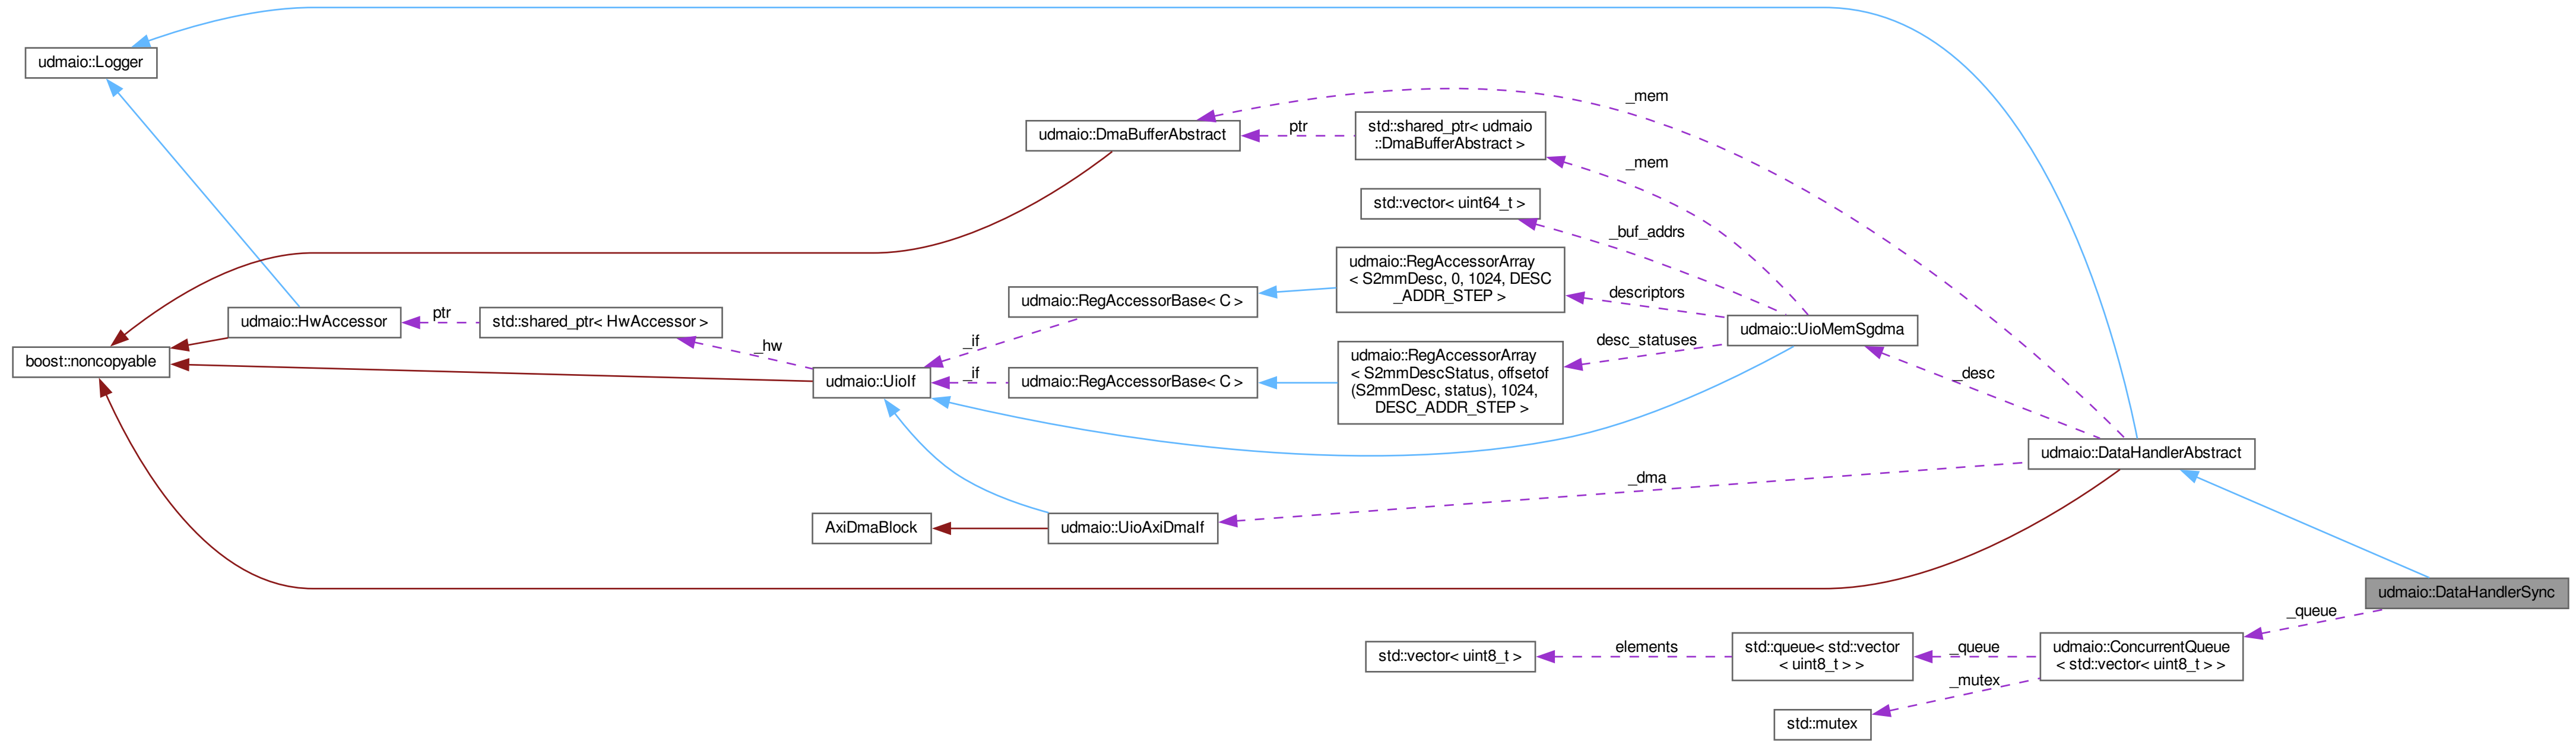 udmaio::Logger
_mem
udmaio::DmaBufferAbstract
ptr
std::shared_ptr< udmaio
::DmaBufferAbstract >
_mem
std::vector< uint64_t >
_buf_addrs
udmaio::RegAccessorArray
< S2mmDesc, 0, 1024, DESC
_ADDR_STEP >
descriptors
udmaio::RegAccessorBase< C >
udmaio::HwAccessor
ptr
std::shared_ptr< HwAccessor >
_hw
_if
udmaio::UioMemSgdma
desc_statuses
boost::noncopyable
udmaio::UioIf
_if
udmaio::RegAccessorBase< C >
udmaio::RegAccessorArray
< S2mmDescStatus, offsetof
(S2mmDesc, status), 1024,
DESC_ADDR_STEP >
_desc
udmaio::DataHandlerAbstract
_dma
AxiDmaBlock
udmaio::UioAxiDmaIf
udmaio::DataHandlerSync
_queue
std::vector< uint8_t >
elements
std::queue< std::vector
< uint8_t > >
_queue
udmaio::ConcurrentQueue
< std::vector< uint8_t > >
_mutex
std::mutex